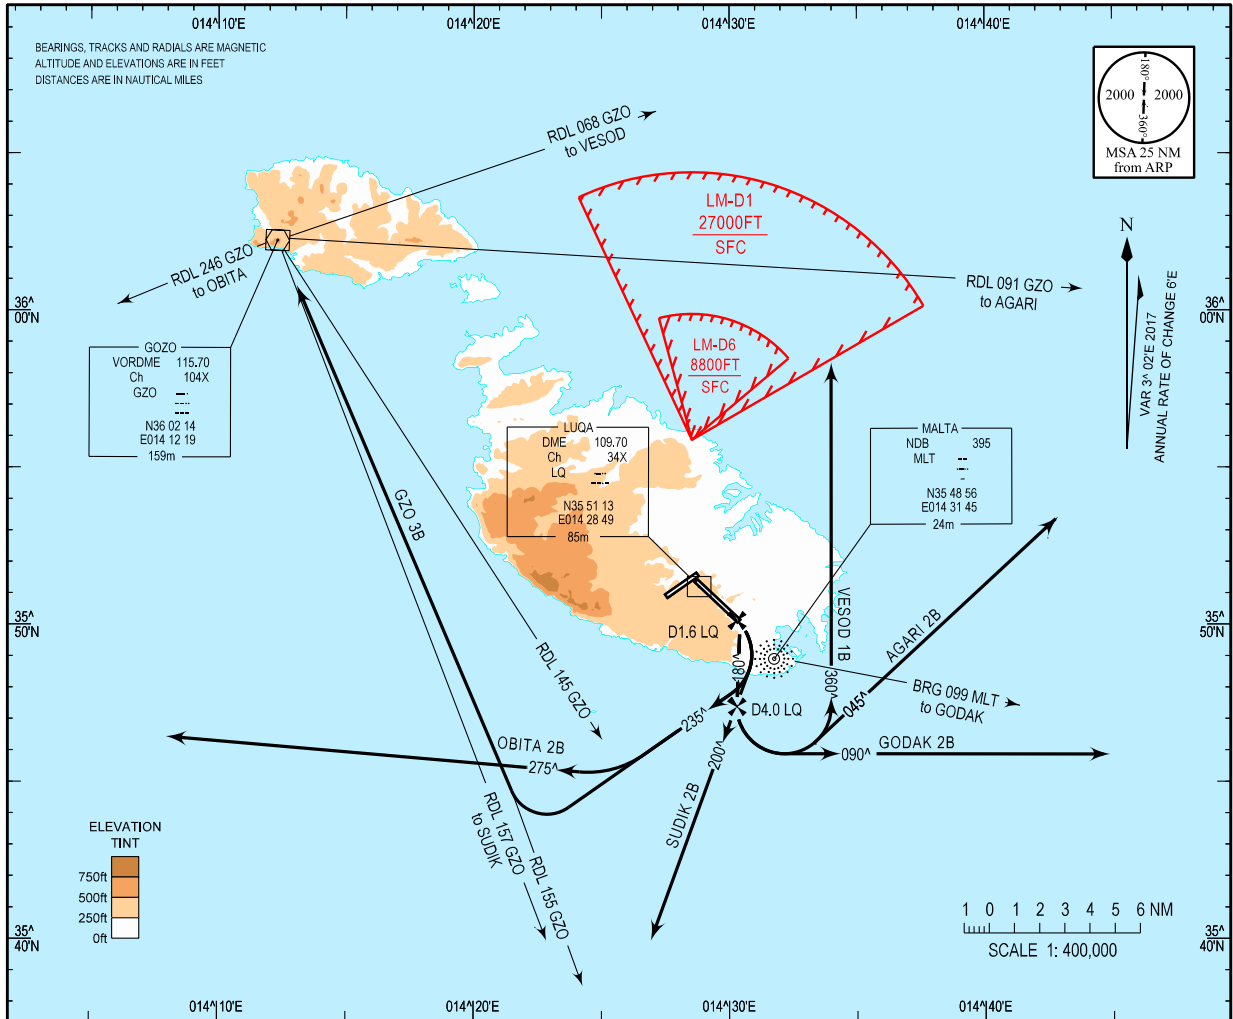 014^10'E
014^20'E
014^30'E
014^40'E
BEARINGS, TRACKS AND RADIALS ARE MAGNETIC
ALTITUDE AND ELEVATIONS ARE IN FEET
DISTANCES ARE IN NAUTICAL MILES
180°
2000
2000
360°
MSA 25 NM
from ARP
RDL 068 GZO
to VESOD
LM-D1
27000FT
SFC
N
VAR 3^ 02'E 2017
ANNUAL RATE OF CHANGE 6'E
RDL 246 GZO
to OBITA
RDL 091 GZO
to AGARI
36^
00'N
36^
00'N
LM-D6
8800FT
SFC
GOZO
VORDME 115.70
Ch 104X
GZO
N36 02 14
E014 12 19
159m
LUQA
DME 109.70
Ch 34X
LQ
N35 51 13
E014 28 49
85m
MALTA
NDB 395
MLT
N35 48 56
E014 31 45
24m
GZO 3B
VESOD 1B
360^
AGARI 2B
045^
35^
50'N
35^
50'N
D1.6 LQ
180^
RDL 145 GZO
BRG 099 MLT
to GODAK
D4.0 LQ
235^
OBITA 2B
275^
200^
SUDIK 2B
090^
GODAK 2B
RDL 157 GZO
to SUDIK
RDL 155 GZO
ELEVATION
TINT
750ft
500ft
250ft
0ft
1 0 1 2 3 4 5 6 NM
SCALE 1: 400,000
35^
40'N
35^
40'N
014^10'E
014^20'E
014^30'E
014^40'E